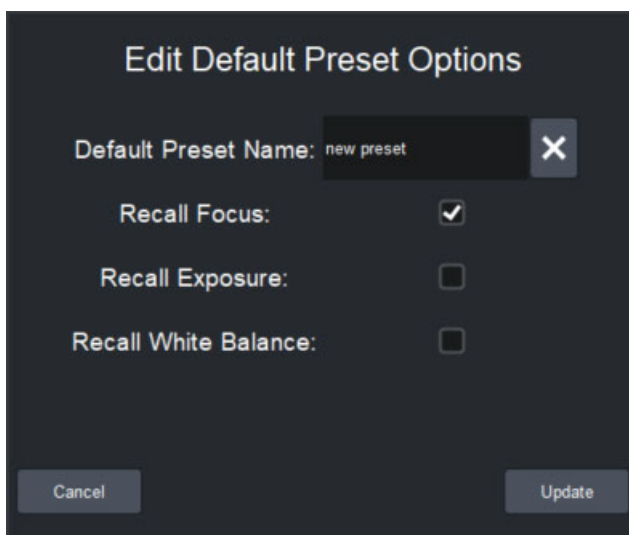 Edit Default Preset Options
Default Preset Name: new preset
Recall Focus:
Recall Exposure:
Recall White Balance:
Cancel Update